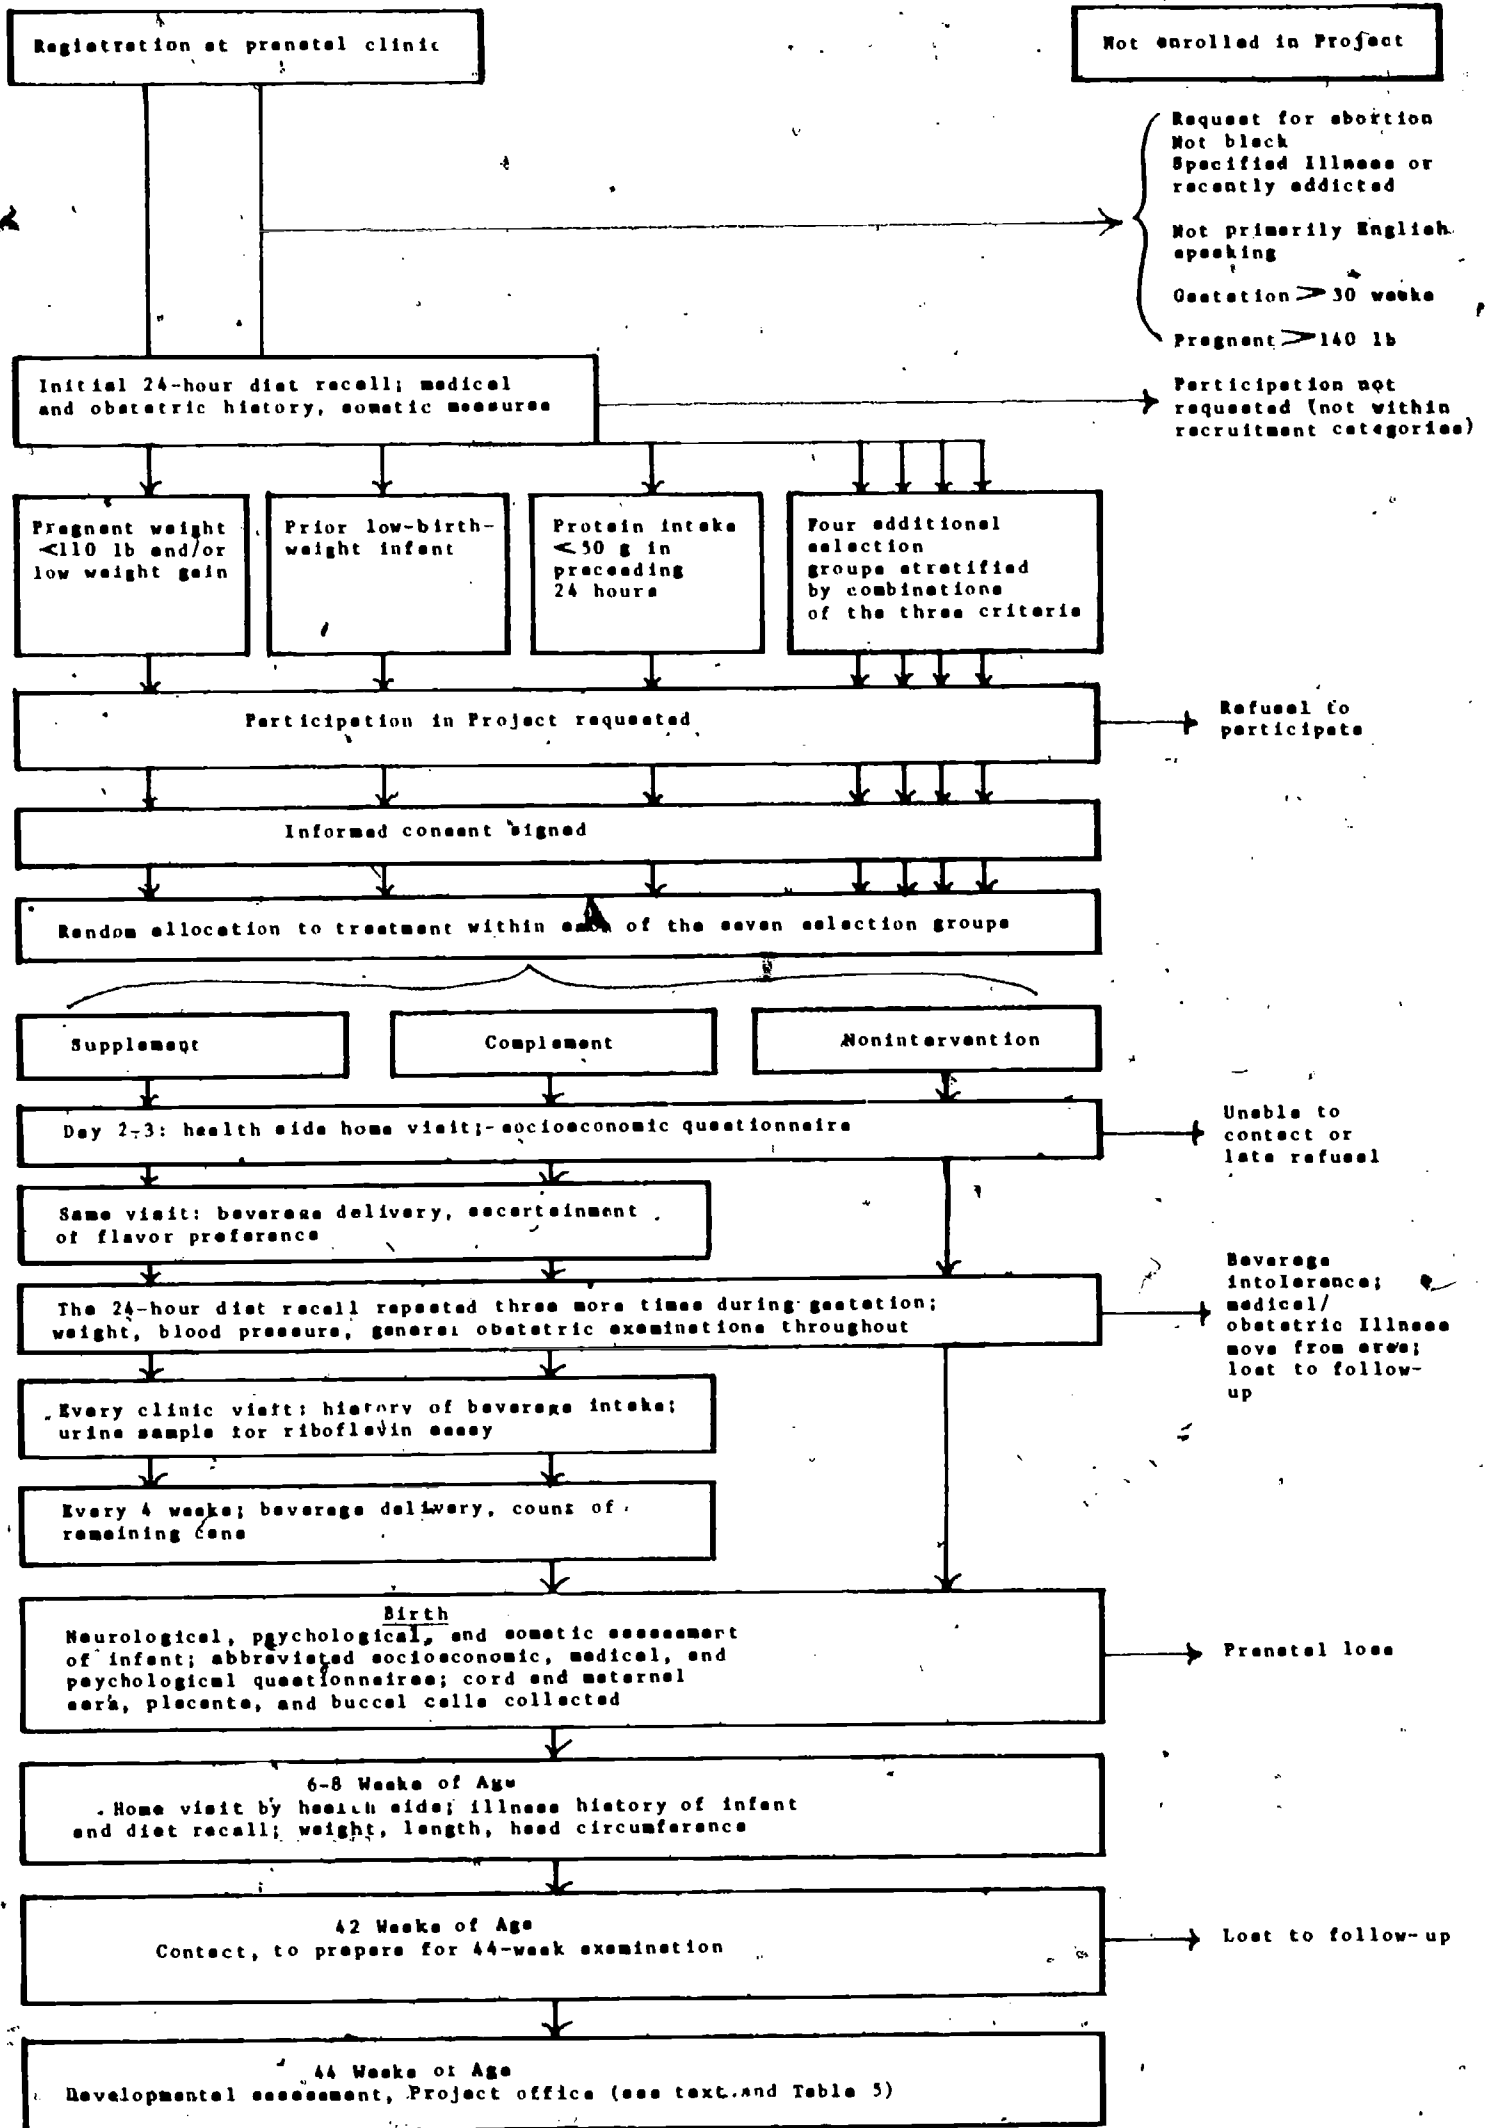 Registration at prenatal clinic
Not enrolled in Project
Request for abortion
Not black
Specified Illness or
recently addicted
Not primarily English
speaking
Gestation > 30 weeks
Pregnant > 140 lb
Initial 24-hour diet recall; medical
and obstetric history, somatic measures
Participation not
requested (not within
recruitment categories)
Pregnant weight
<110 lb and/or
low weight gain
Prior low-birth-
weight infant
Protein intake
< 50 g in
preceeding
24 hours
Four additional
selection
groups stratified
by combinations
of the three criteria
Participation in Project requested
Refusal to
participate
Informed consent signed
Random allocation to treatment within each of the seven selection groups
Supplement
Complement
Nonintervention
Day 2-3: health aide home visit; socioeconomic questionnaire
Unable to
contact or
late refusal
Same visit: beverage delivery, ascertainment
of flavor preference
The 24-hour diet recall repeated three more times during gestation;
weight, blood pressure, general obstetric examinations throughout
Beverage
intolerance;
medical/
obstetric Illness
move from area;
lost to follow-
up
Every clinic visit: history of beverage intake;
urine sample for riboflavin assay
Every 4 weeks; beverage delivery, count of
remaining cans
Birth
Neurological, psychological, and somatic assessment
of infant; abbreviated socioeconomic, medical, and
psychological questionnaires; cord and maternal
sera, placenta, and buccal cells collected
Prenatal loss
6-8 Weeks of Age
Home visit by health aide; illness history of infant
and diet recall; weight, length, head circumference
42 Weeks of Age
Contact, to prepare for 44-week examination
Lost to follow-up
44 Weeks of Age
Developmental assessment, Project office (see text and Table 5)